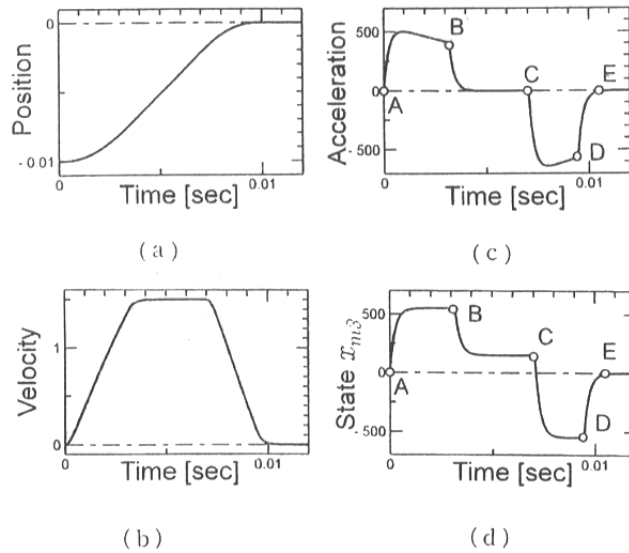 0
Position
- 0.01
0
0.01
Time [sec]
(a)
500
B
C
E
0
A
Acceleration
- 500
D
0
0.01
Time [sec]
(c)
1
Velocity
0
0
0.01
Time [sec]
(b)
500
B
C
E
0
A
State x_{m3}
- 500
D
0
0.01
Time [sec]
(d)